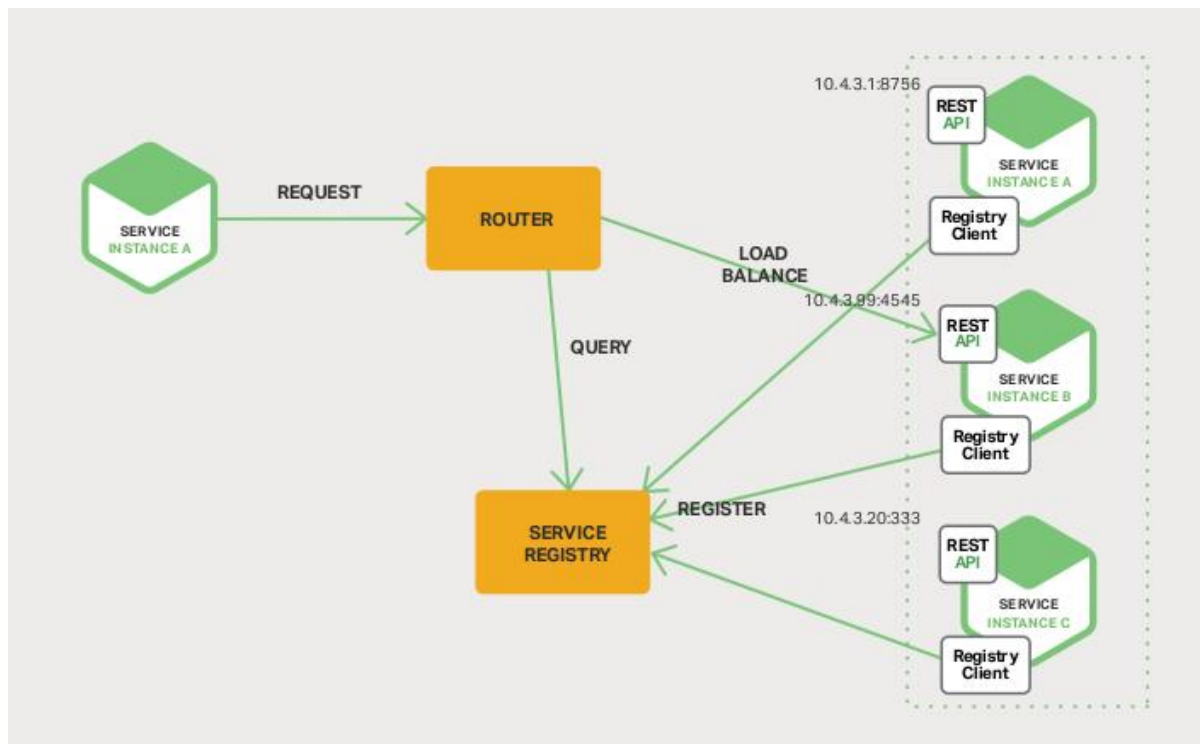 10.4.3.1:8756
REST
API
SERVICE
INSTANCE A
Registry
Client
SERVICE
INSTANCE A
REQUEST
ROUTER
LOAD
BALANCE
10.4.3.99:4545
REST
API
SERVICE
INSTANCE B
Registry
Client
QUERY
SERVICE
REGISTRY
REGISTER
10.4.3.20:333
REST
API
SERVICE
INSTANCE C
Registry
Client